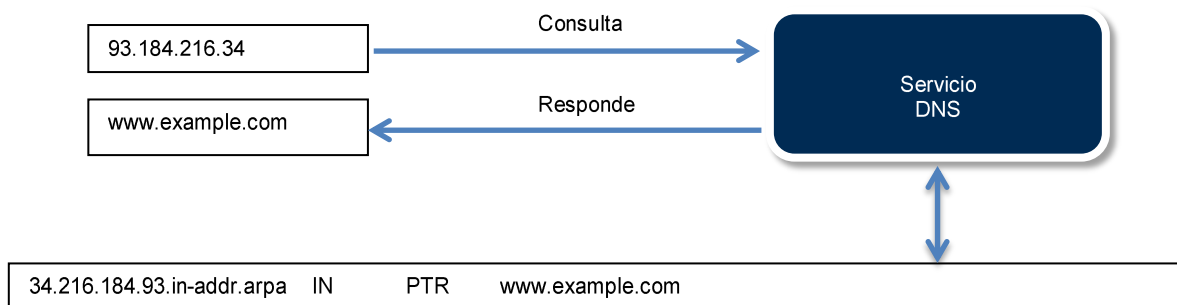 Consulta
93.184.216.34
Servicio
DNS
Responde
www.example.com
34.216.184.93.in-addr.arpa IN PTR www.example.com